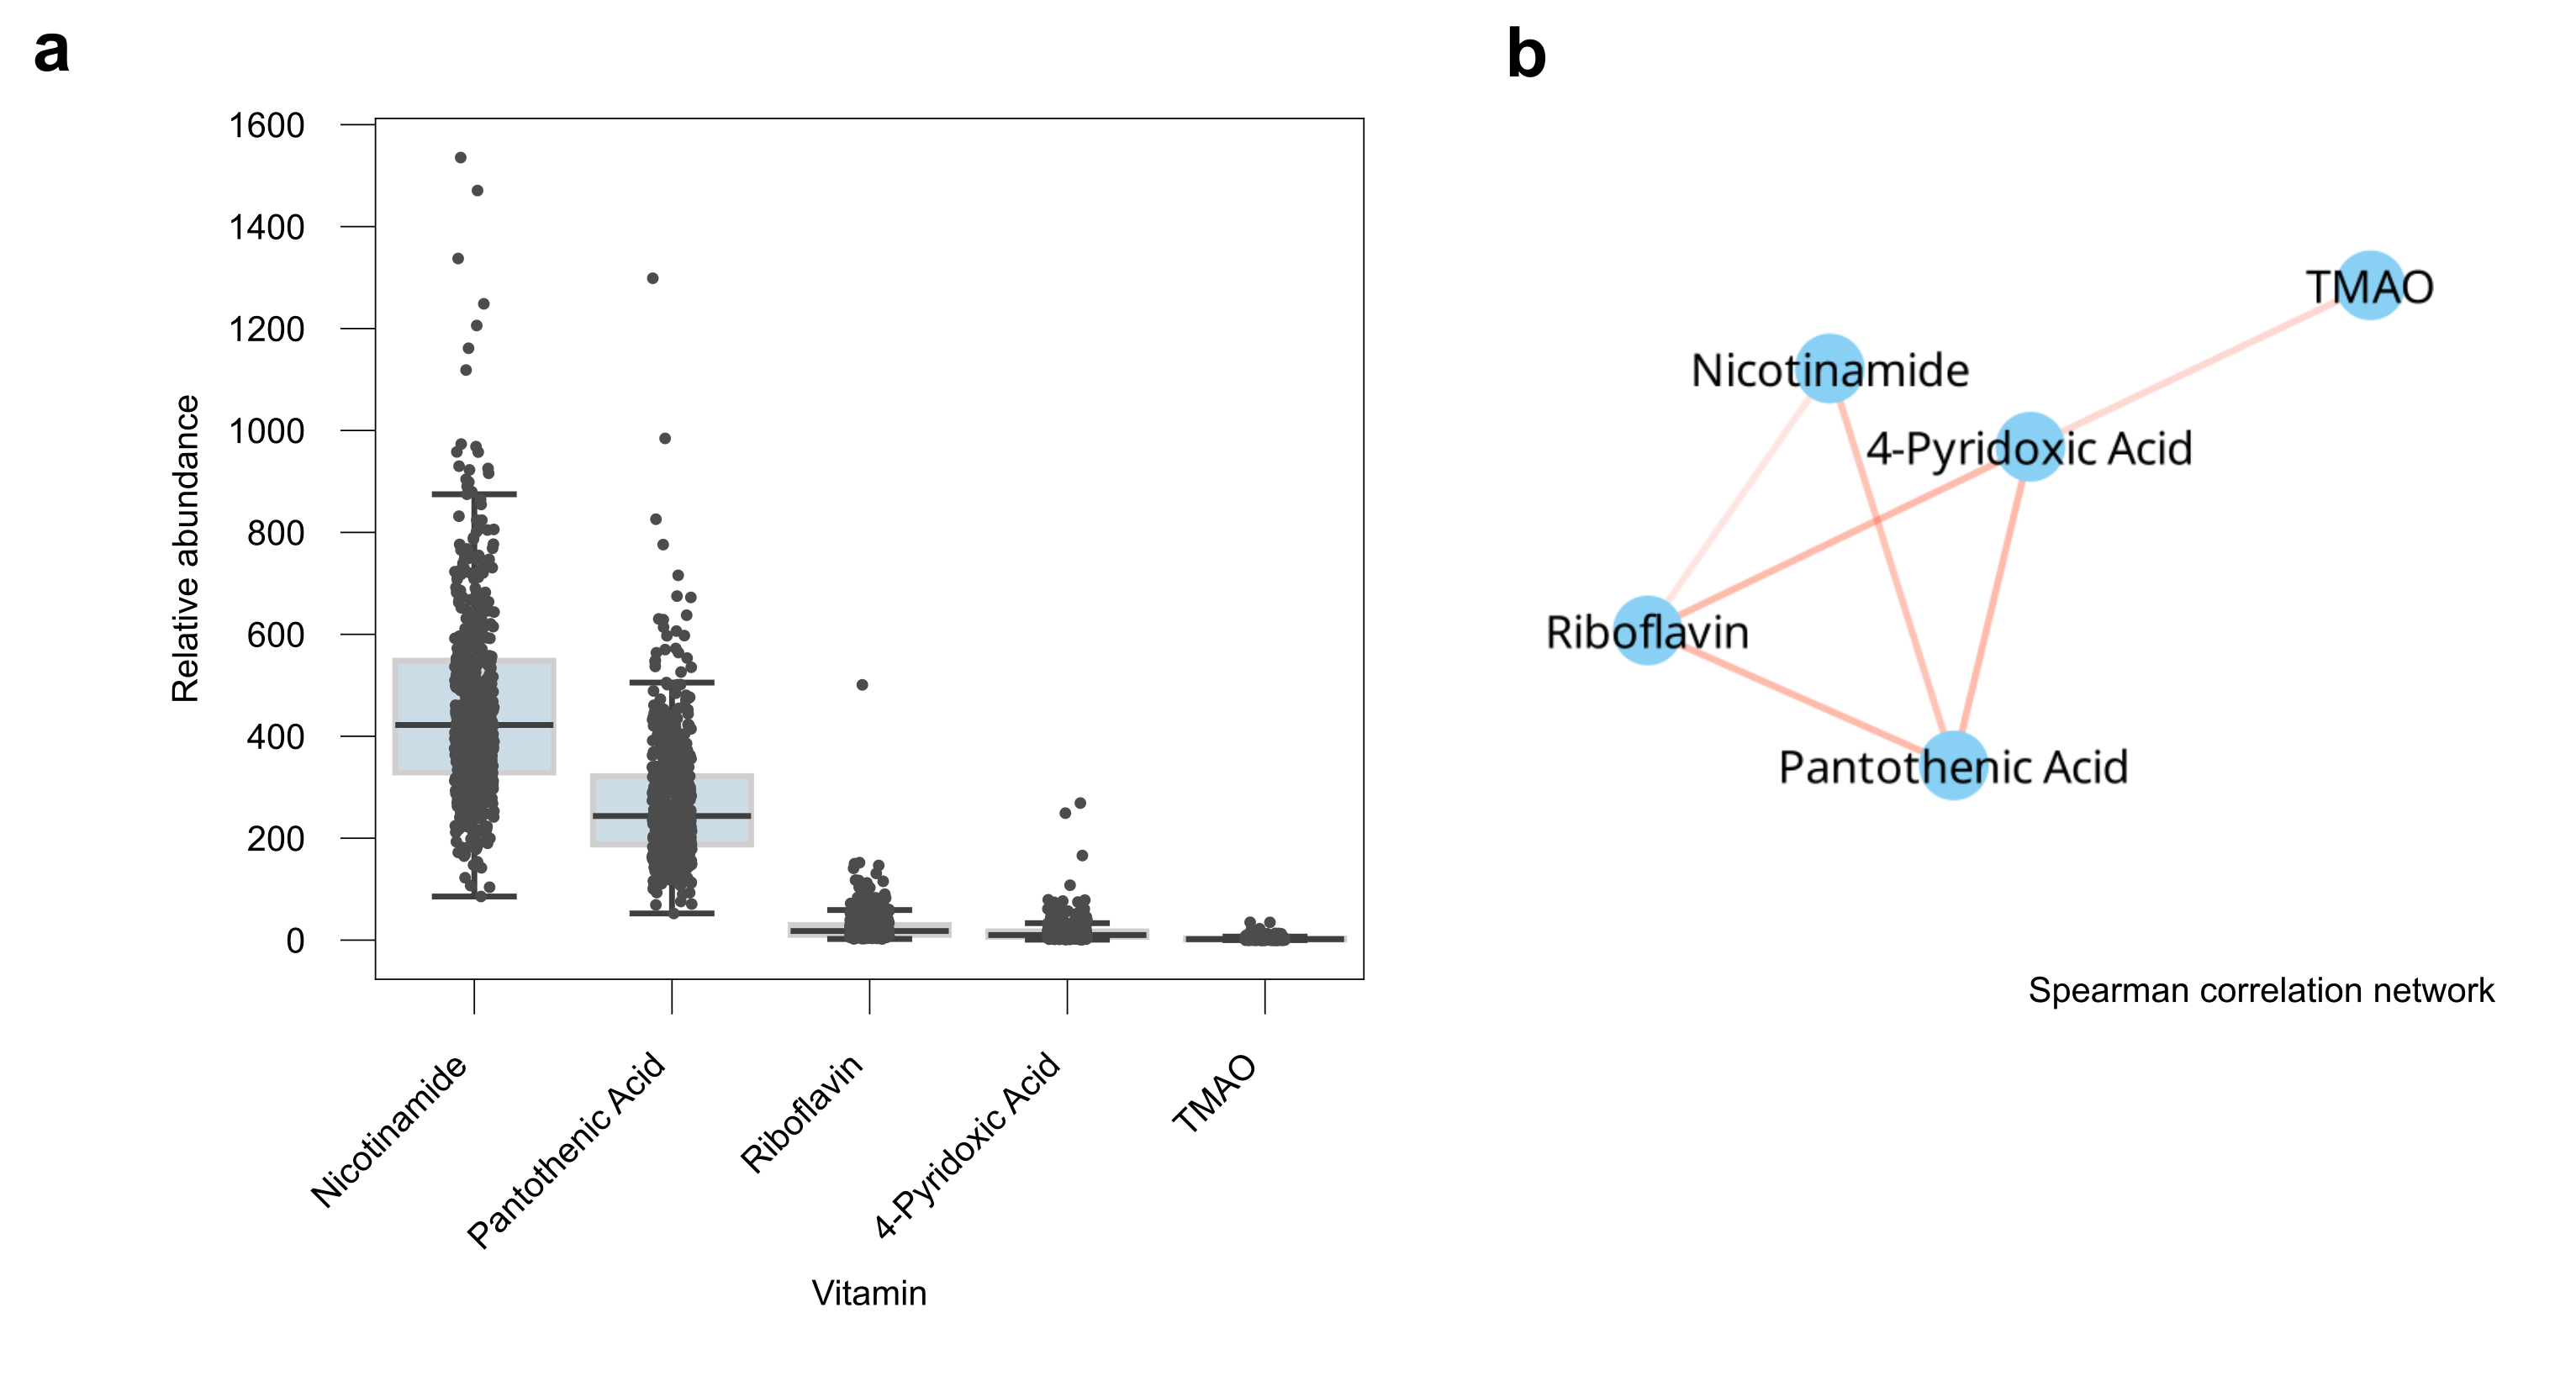 a
1600
1400
1200
1000
800
600
400
200
0
Relative abundance
Nicotinamide
Pantothenic Acid
Riboflavin
4-Pyridoxic Acid
TMAO
Vitamin
b
TMAO
Nicotinamide
4-Pyridoxic Acid
Riboflavin
Pantothenic Acid
Spearman correlation network